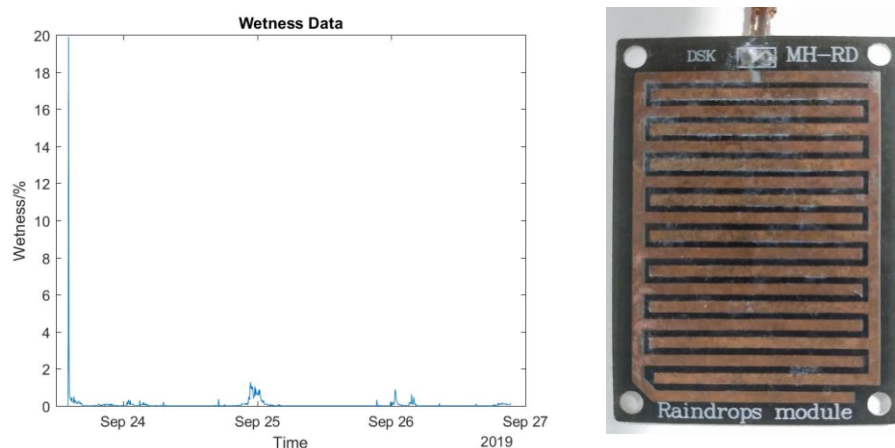 Wetness Data
20
18
16
14
12
10
8
6
4
2
0
Wetness/%
Sep 24
Sep 25
Sep 26
Sep 27
Time
2019
DSK
MH-RD
Raindrops module